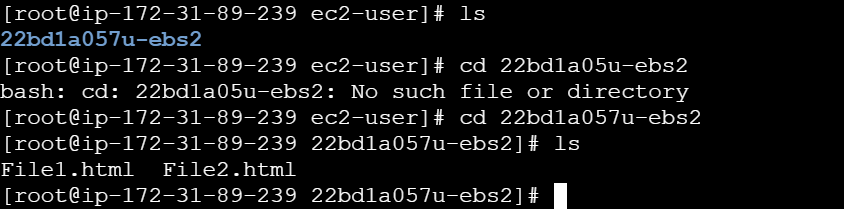 [root@ip-172-31-89-239 ec2-user]# ls
22bd1a057u-ebs2
[root@ip-172-31-89-239 ec2-user]# cd 22bd1a05u-ebs2
bash: cd: 22bd1a05u-ebs2: No such file or directory
[root@ip-172-31-89-239 ec2-user]# cd 22bd1a057u-ebs2
[root@ip-172-31-89-239 22bd1a057u-ebs2]# ls
File1.html  File2.html
[root@ip-172-31-89-239 22bd1a057u-ebs2]#